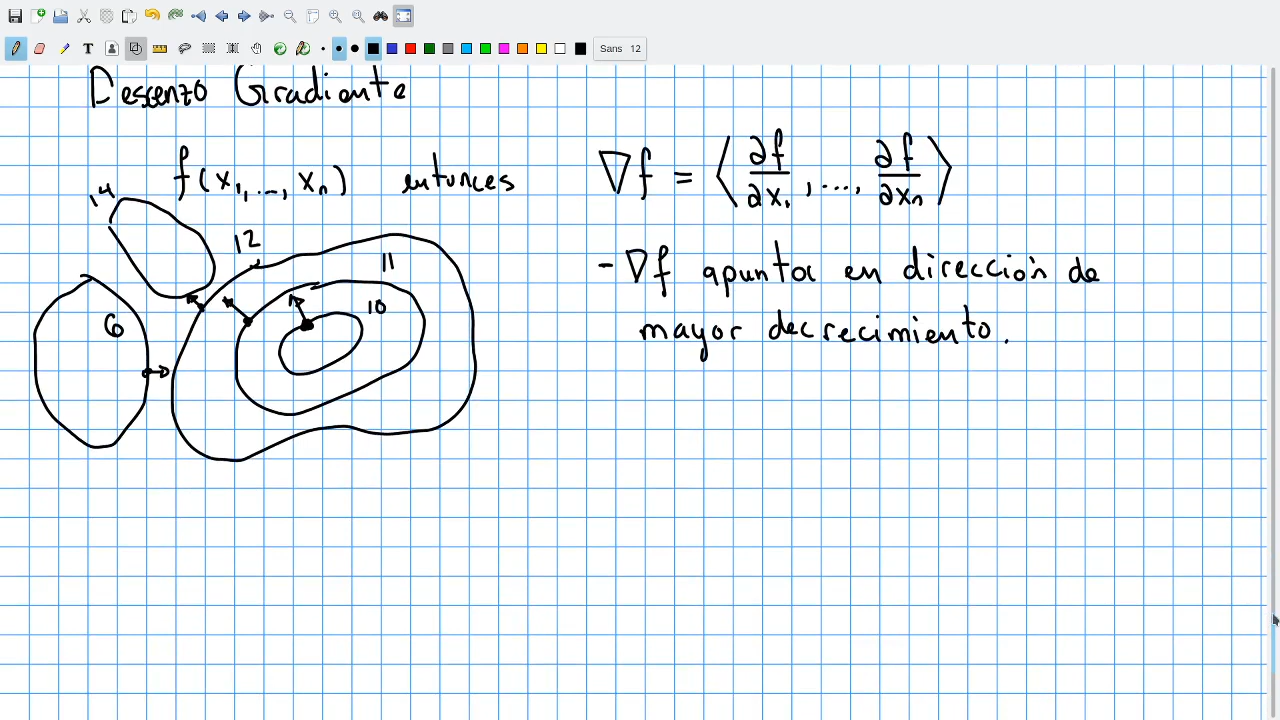 Sans 12
Descenzo Gradiente
f(x₁,..., xₙ) entonces
∇f = ⟨ ∂f/∂x₁, ..., ∂f/∂xₙ ⟩
14
12
11
10
6
-∇f apunta en dirección de
mayor decrecimiento.